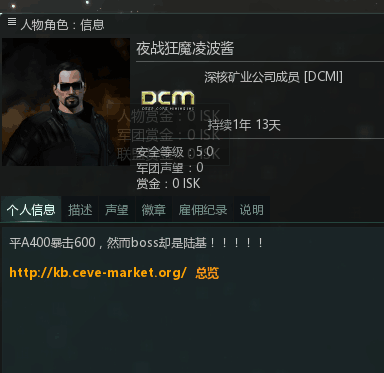 人物角色：信息
夜战狂魔凌波酱
深核矿业公司成员 [DCMI]
DCM
DEEP CORE MINING INC.
人物赏金：0 ISK
军团赏金：0 ISK
联盟赏金：0 ISK
持续1年 13天
安全等级：5.0
军团声望：0
赏金：0 ISK
个人信息 描述 声望 徽章 雇佣纪录 说明
平A400暴击600，然而boss却是陆基！！！！！
http://kb.ceve-market.org/ 总览